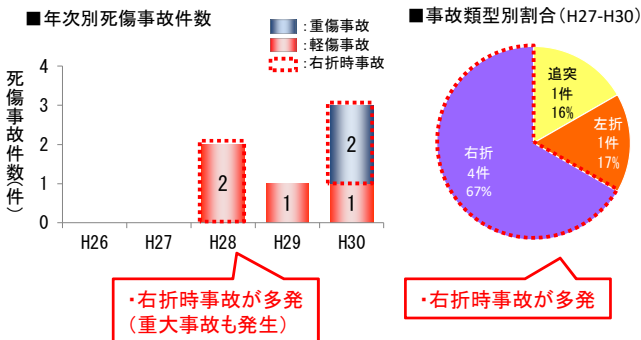 ■年次別死傷事故件数
:重傷事故
:軽傷事故
:右折時事故
死傷事故件数(件)
4
3
2
1
0
2
1
2
1
H26
H27
H28
H29
H30
・右折時事故が多発
（重大事故も発生）
■事故類型別割合（H27-H30）
追突
1件
16%
左折
1件
17%
右折
4件
67%
・右折時事故が多発